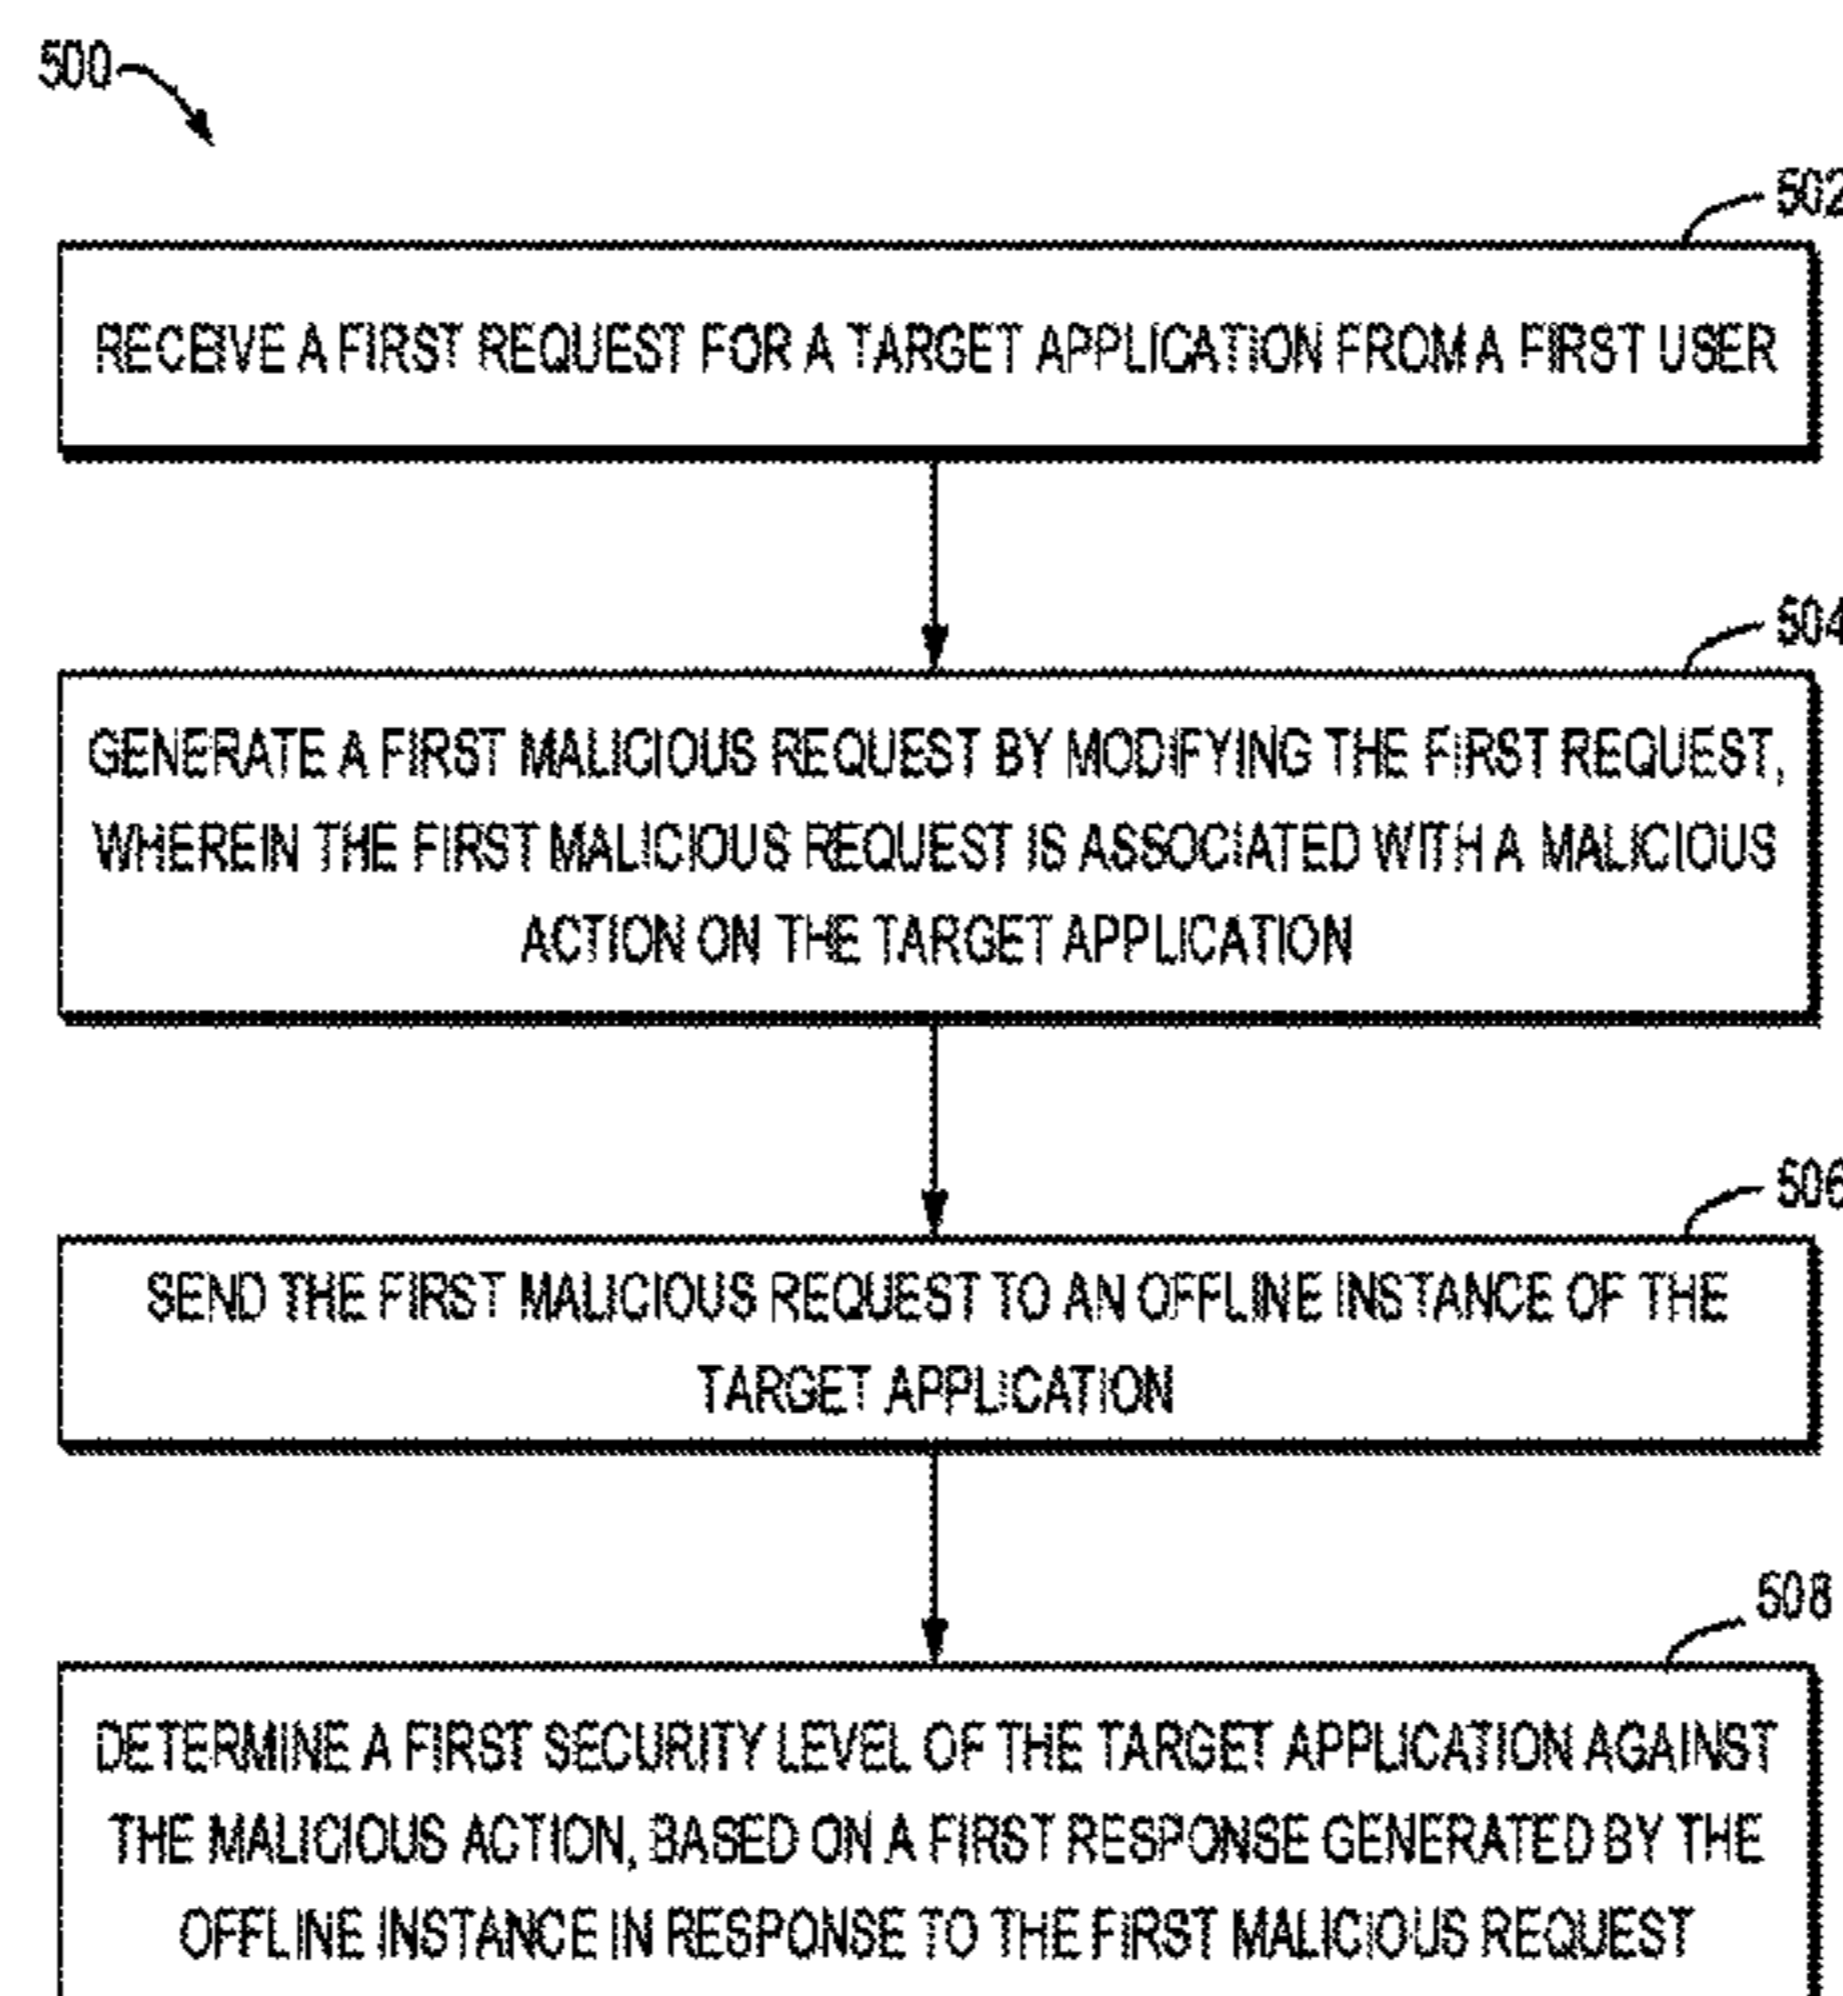 500
502
RECEIVE A FIRST REQUEST FOR A TARGET APPLICATION FROM A FIRST USER
504
GENERATE A FIRST MALICIOUS REQUEST BY MODIFYING THE FIRST REQUEST,
WHEREIN THE FIRST MALICIOUS REQUEST IS ASSOCIATED WITH A MALICIOUS
ACTION ON THE TARGET APPLICATION
506
SEND THE FIRST MALICIOUS REQUEST TO AN OFFLINE INSTANCE OF THE
TARGET APPLICATION
508
DETERMINE A FIRST SECURITY LEVEL OF THE TARGET APPLICATION AGAINST
THE MALICIOUS ACTION, BASED ON A FIRST RESPONSE GENERATED BY THE
OFFLINE INSTANCE IN RESPONSE TO THE FIRST MALICIOUS REQUEST